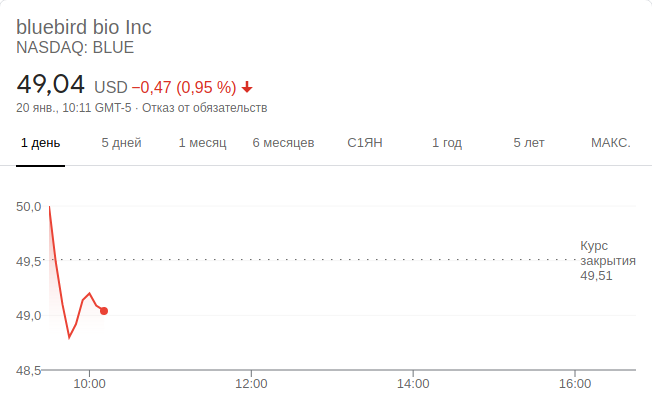 bluebird bio Inc
NASDAQ: BLUE
49,04 USD −0,47 (0,95 %)
20 янв., 10:11 GMT-5 · Отказ от обязательств
1 день 5 дней 1 месяц 6 месяцев С1ЯН 1 год 5 лет МАКС.
50,0
49,5
49,0
48,5
Курс
закрытия
49,51
10:00 12:00 14:00 16:00